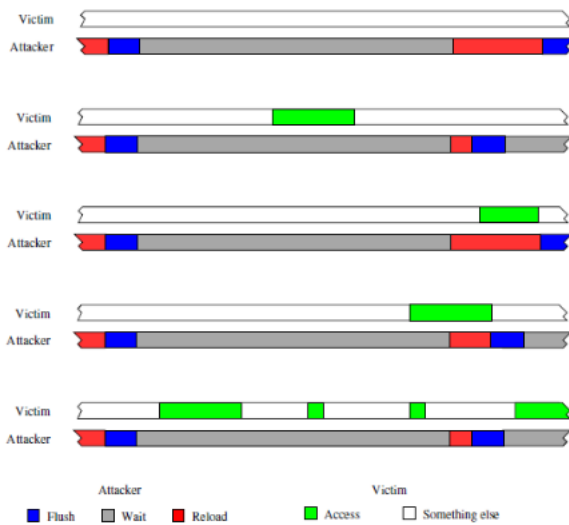 Victim
Attacker
Victim
Attacker
Victim
Attacker
Victim
Attacker
Victim
Attacker
Attacker Victim
Flush Wait Reload Access Something else